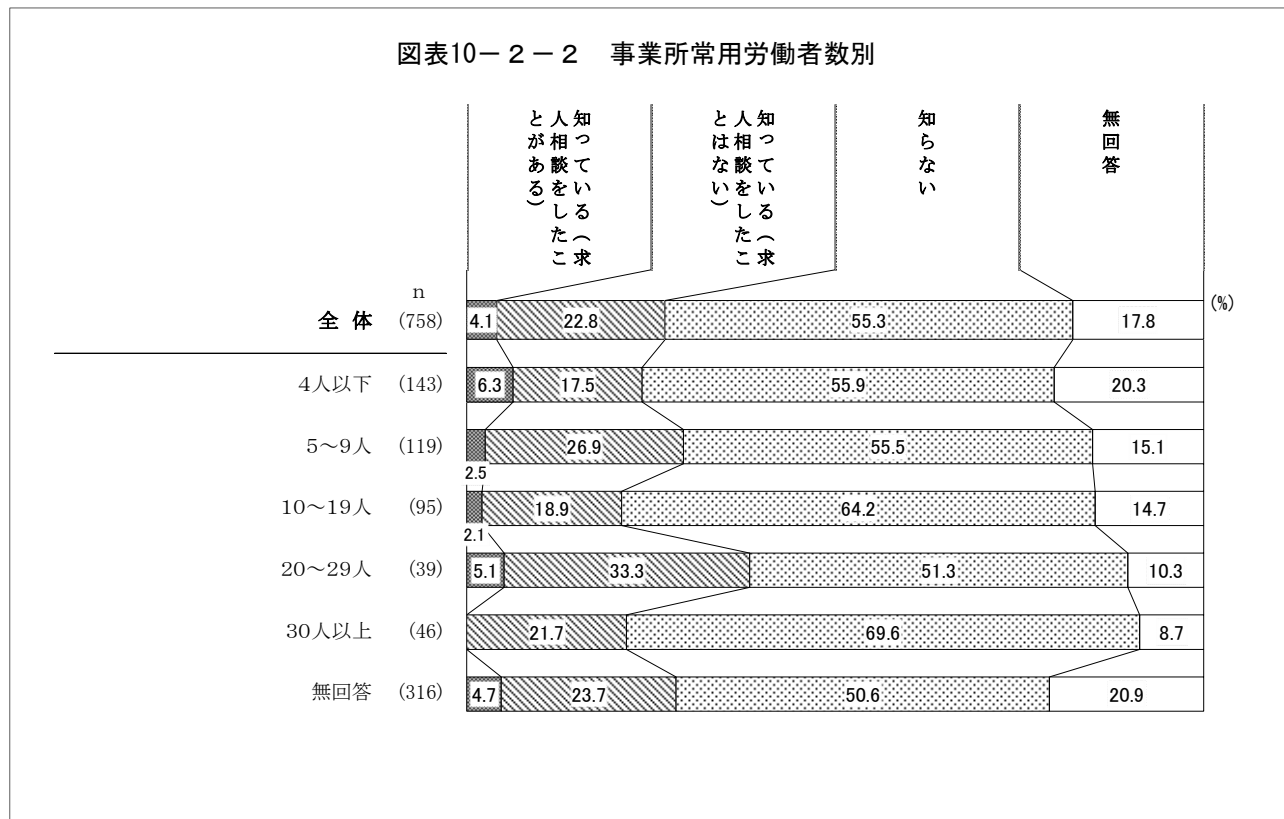 図表10－２－２　事業所常用労働者数別
知っている（求人相談をしたことがある）
知っている（求人相談をしたことはない）
知らない
無回答
n
(%)
全 体 (758) 4.1 22.8 55.3 17.8
4人以下 (143) 6.3 17.5 55.9 20.3
5～9人 (119) 2.5 26.9 55.5 15.1
10～19人 (95) 2.1 18.9 64.2 14.7
20～29人 (39) 5.1 33.3 51.3 10.3
30人以上 (46) 21.7 69.6 8.7
無回答 (316) 4.7 23.7 50.6 20.9